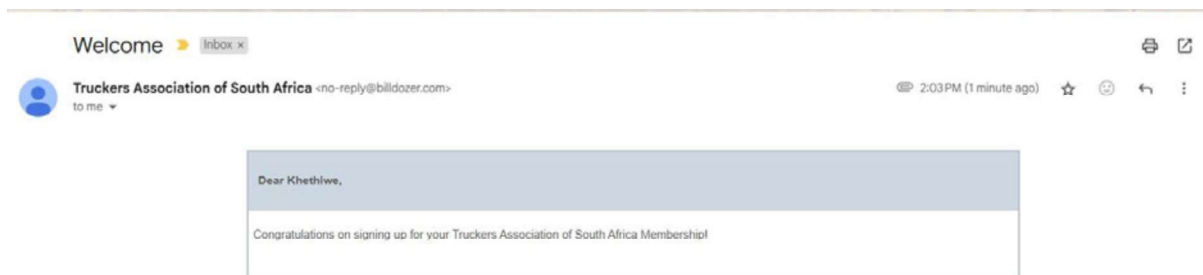 Welcome Inbox ×
Truckers Association of South Africa <no-reply@billdozer.com> 2:03 PM (1 minute ago)
to me
Dear Khethiwe,
Congratulations on signing up for your Truckers Association of South Africa Membership!